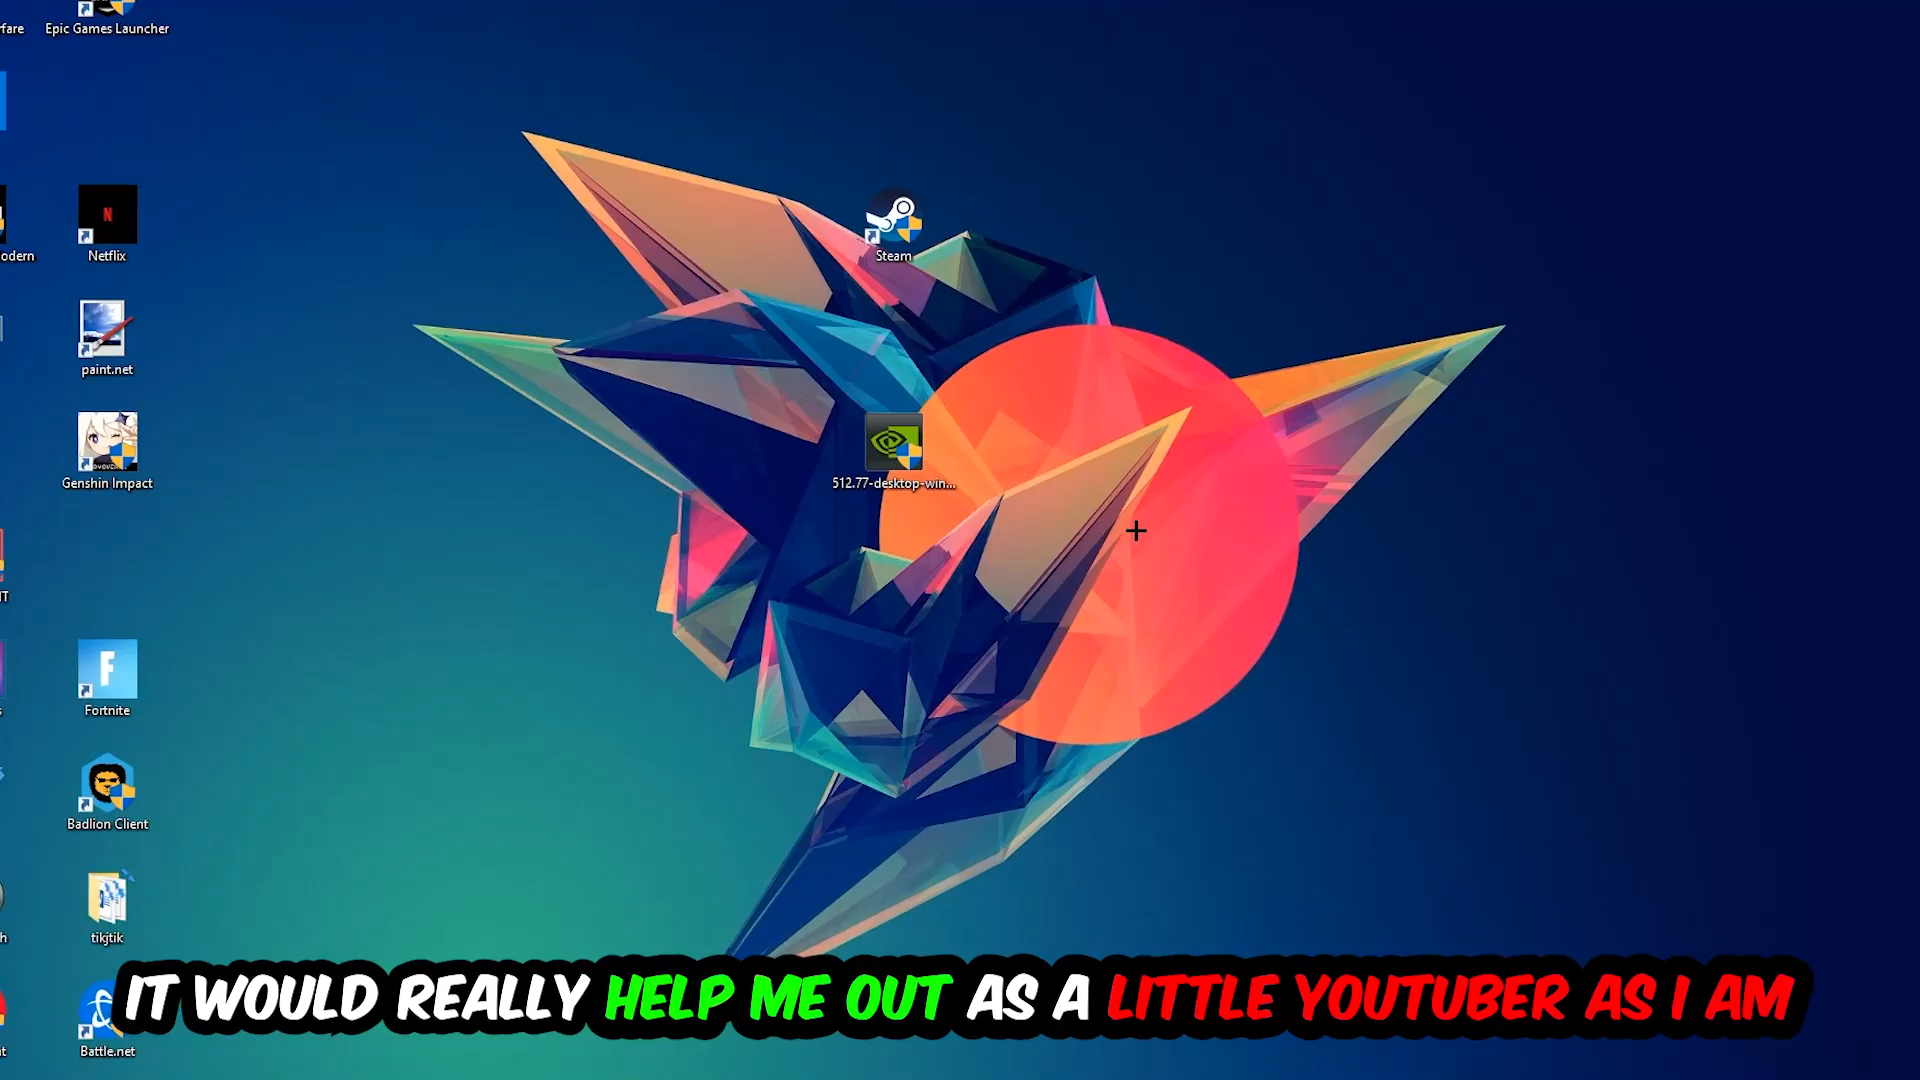 fare
Epic Games Launcher
odern
N
Netflix
Steam
paint.net
Genshin Impact
512.77-desktop-win...
IT
F
Fortnite
s
Badlion Client
h
tikjtik
IT WOULD REALLY HELP ME OUT AS A LITTLE YOUTUBER AS I AM
t
Battle.net